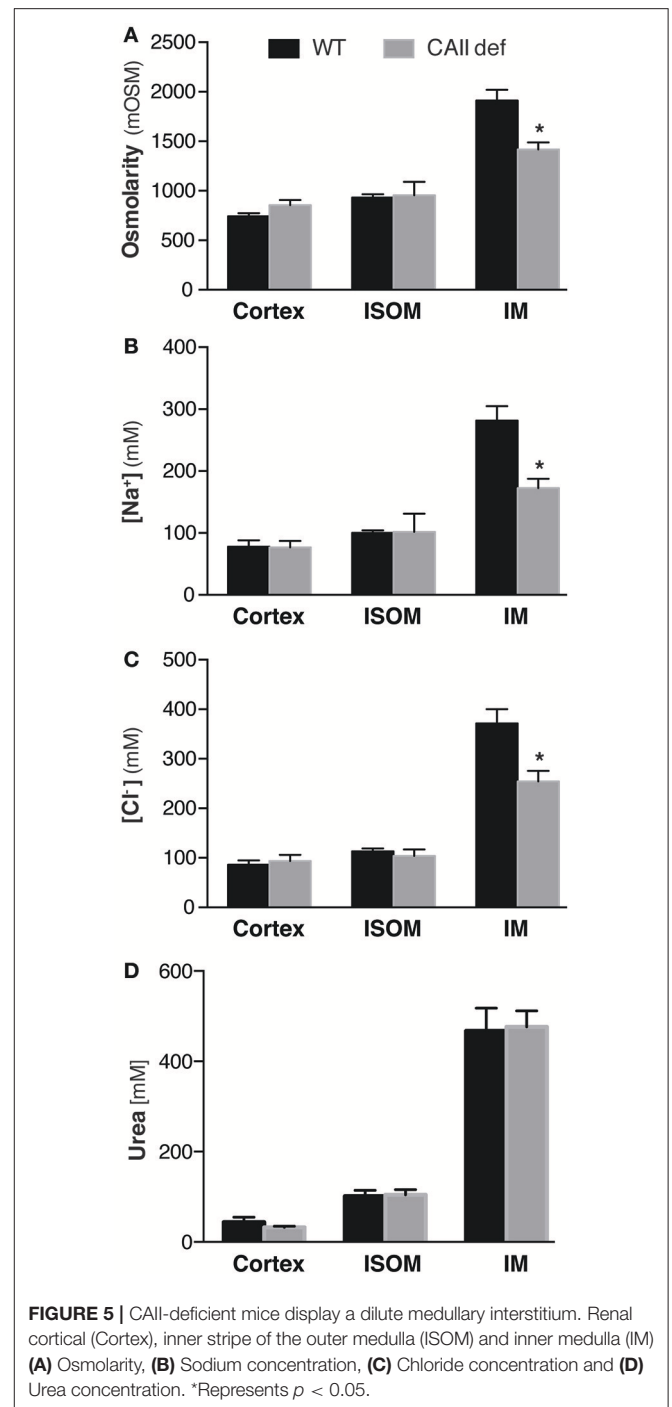 A
2500
WT
CAII def
2000
1500
1000
500
0
Osmolarity (mOSM)
*
Cortex
ISOM
IM
B
400
300
200
100
0
[Na⁺] (mM)
*
Cortex
ISOM
IM
C
500
400
300
200
100
0
[Cl⁻] (mM)
*
Cortex
ISOM
IM
D
600
400
200
0
Urea [mM]
Cortex
ISOM
IM
FIGURE 5 | CAII-deficient mice display a dilute medullary interstitium. Renal
cortical (Cortex), inner stripe of the outer medulla (ISOM) and inner medulla (IM)
(A) Osmolarity, (B) Sodium concentration, (C) Chloride concentration and (D)
Urea concentration. *Represents p < 0.05.